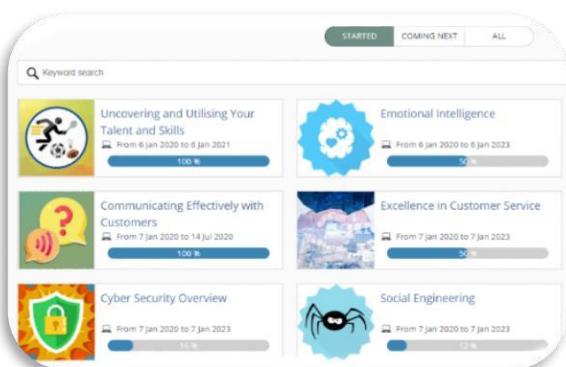 STARTED COMING NEXT ALL
Keyword search
Uncovering and Utilising Your
Talent and Skills
From 6 Jan 2020 to 6 Jan 2021
100 %
Emotional Intelligence
From 6 Jan 2020 to 6 Jan 2023
50 %
Communicating Effectively with
Customers
From 7 Jan 2020 to 14 Jul 2020
100 %
Excellence in Customer Service
From 7 Jan 2020 to 7 Jan 2023
50 %
Cyber Security Overview
From 7 Jan 2020 to 7 Jan 2023
16 %
Social Engineering
From 7 Jan 2020 to 7 Jan 2023
12 %